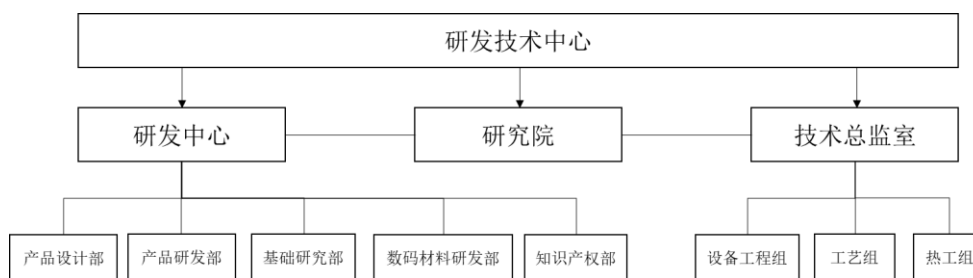 研发技术中心
研发中心
研究院
技术总监室
产品设计部
产品研发部
基础研究部
数码材料研发部
知识产权部
设备工程组
工艺组
热工组